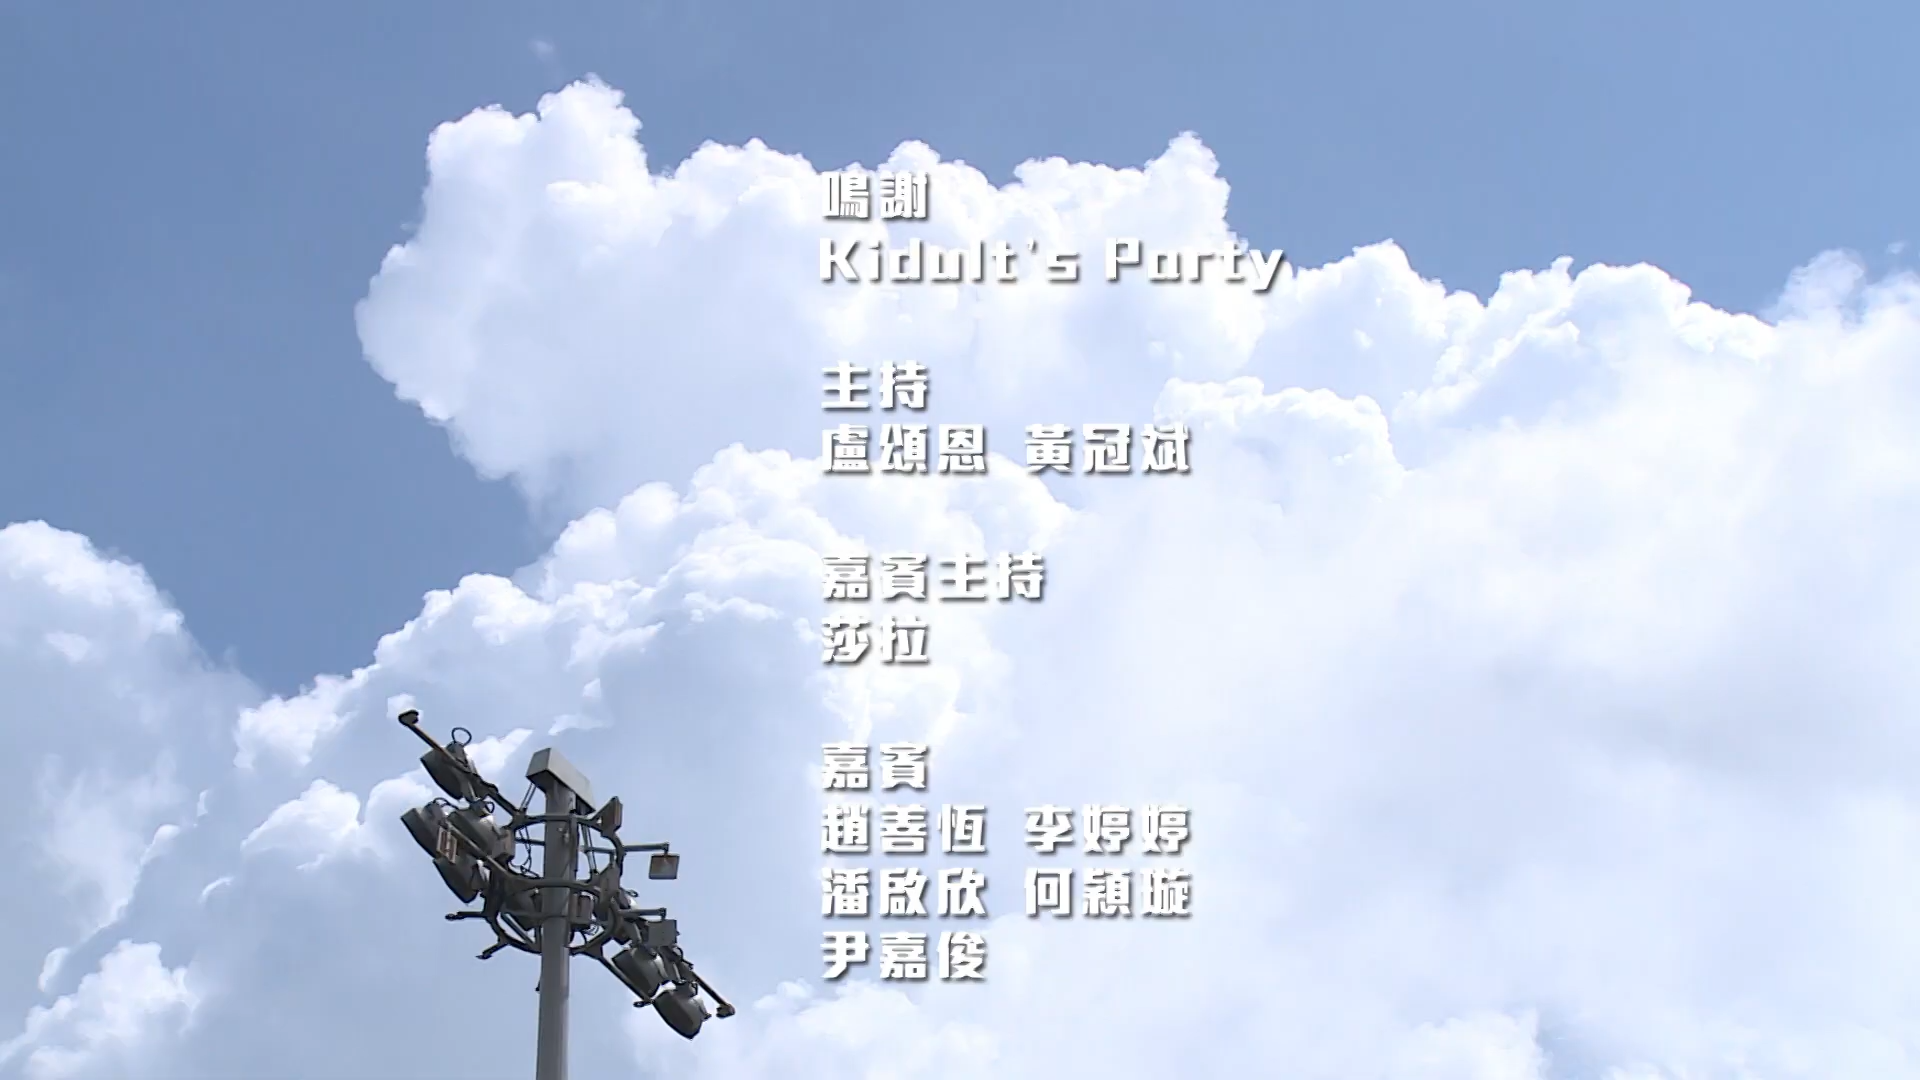 鳴謝
Kidult's Party
主持
盧頌恩 黃冠斌
嘉賓主持
莎拉
嘉賓
趙善恆 李婷婷
潘啟欣 何穎璇
尹嘉俊